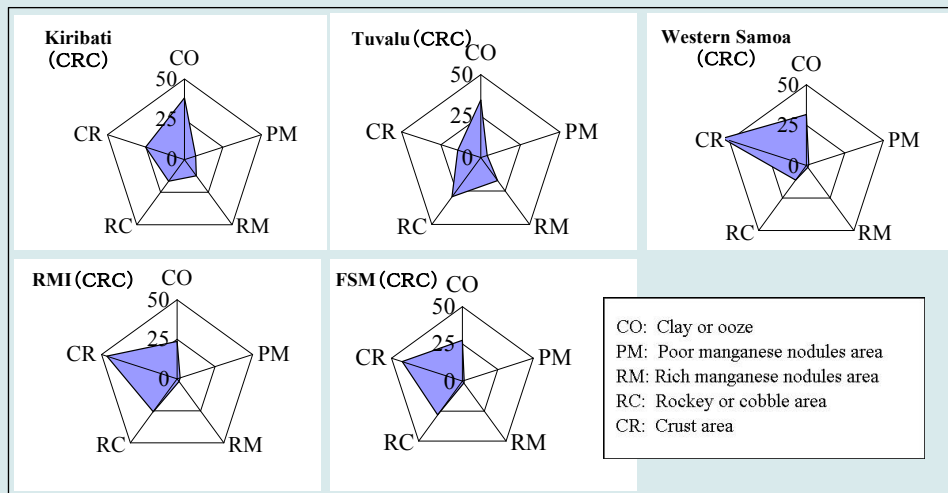 Kiribati
(CRC)
CO
50
25
0
CR
PM
RC
RM
Tuvalu(CRC)
CO
50
25
0
CR
PM
RC
RM
Western Samoa
(CRC)
CO
50
25
0
CR
PM
RC
RM
RMI(CRC)
CO
50
25
0
CR
PM
RC
RM
FSM(CRC)
CO
50
25
0
CR
PM
RC
RM
CO: Clay or ooze
PM: Poor manganese nodules area
RM: Rich manganese nodules area
RC: Rockey or cobble area
CR: Crust area